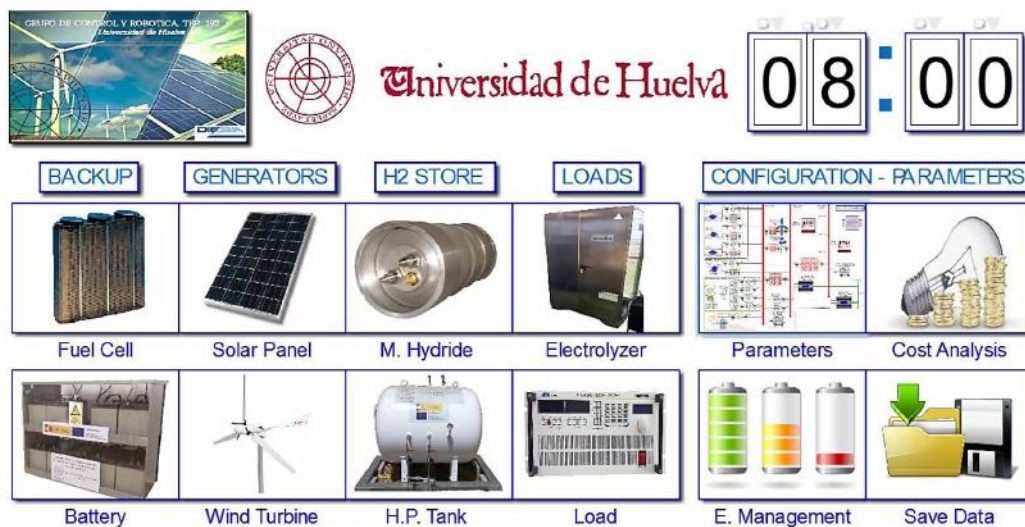 GRUPO DE CONTROL Y ROBOTICA. TEP 192
Universidad de Huelva
Universidad de Huelva
08:00
BACKUP
GENERATORS
H2 STORE
LOADS
CONFIGURATION - PARAMETERS
Fuel Cell
Solar Panel
M. Hydride
Electrolyzer
Parameters
Cost Analysis
Battery
Wind Turbine
H.P. Tank
Load
E. Management
Save Data